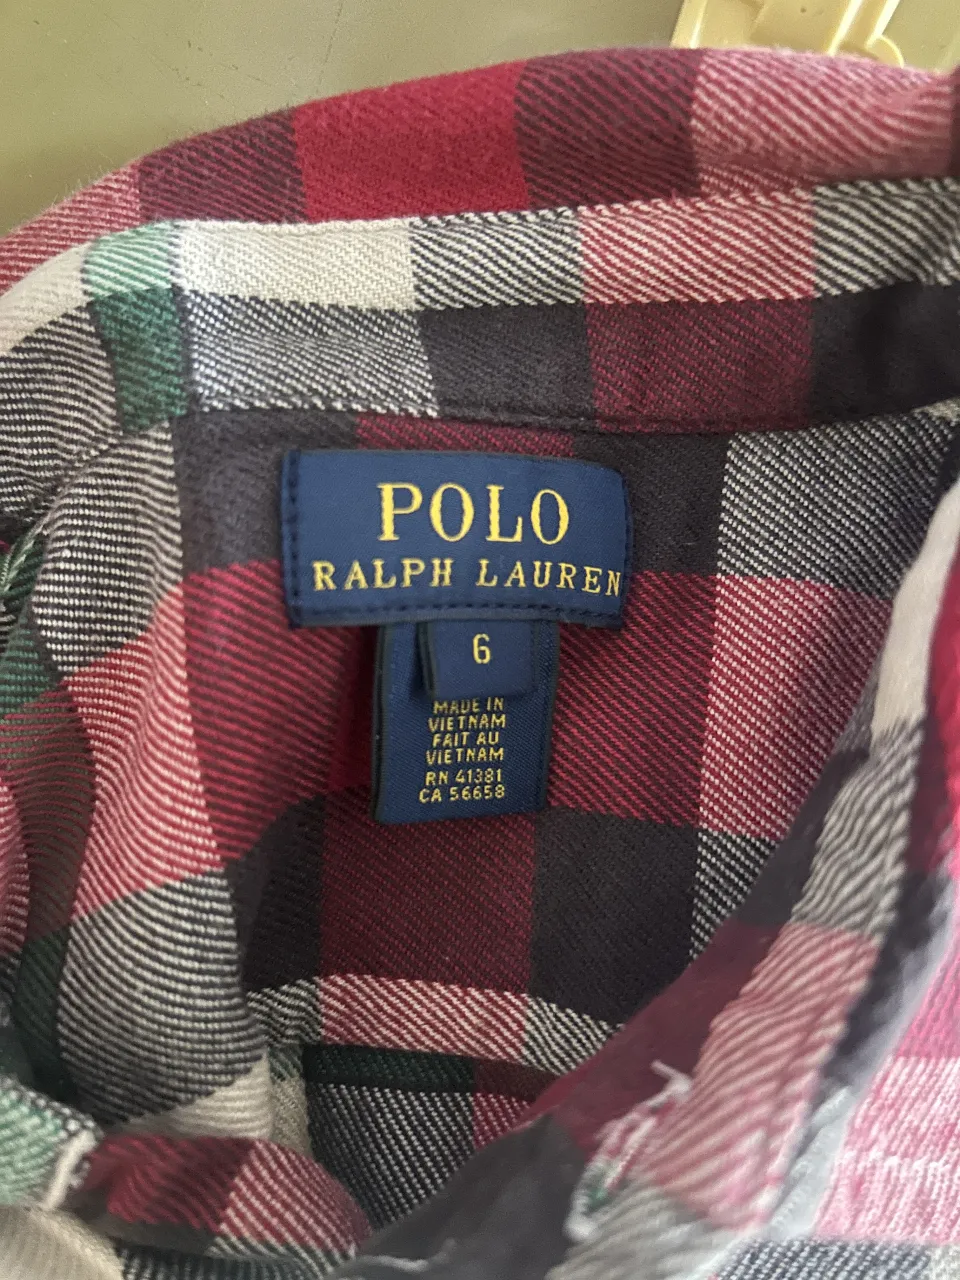 POLO
RALPH LAUREN
6
MADE IN
VIETNAM
FAIT AU
VIETNAM
RN 41381
CA 56658